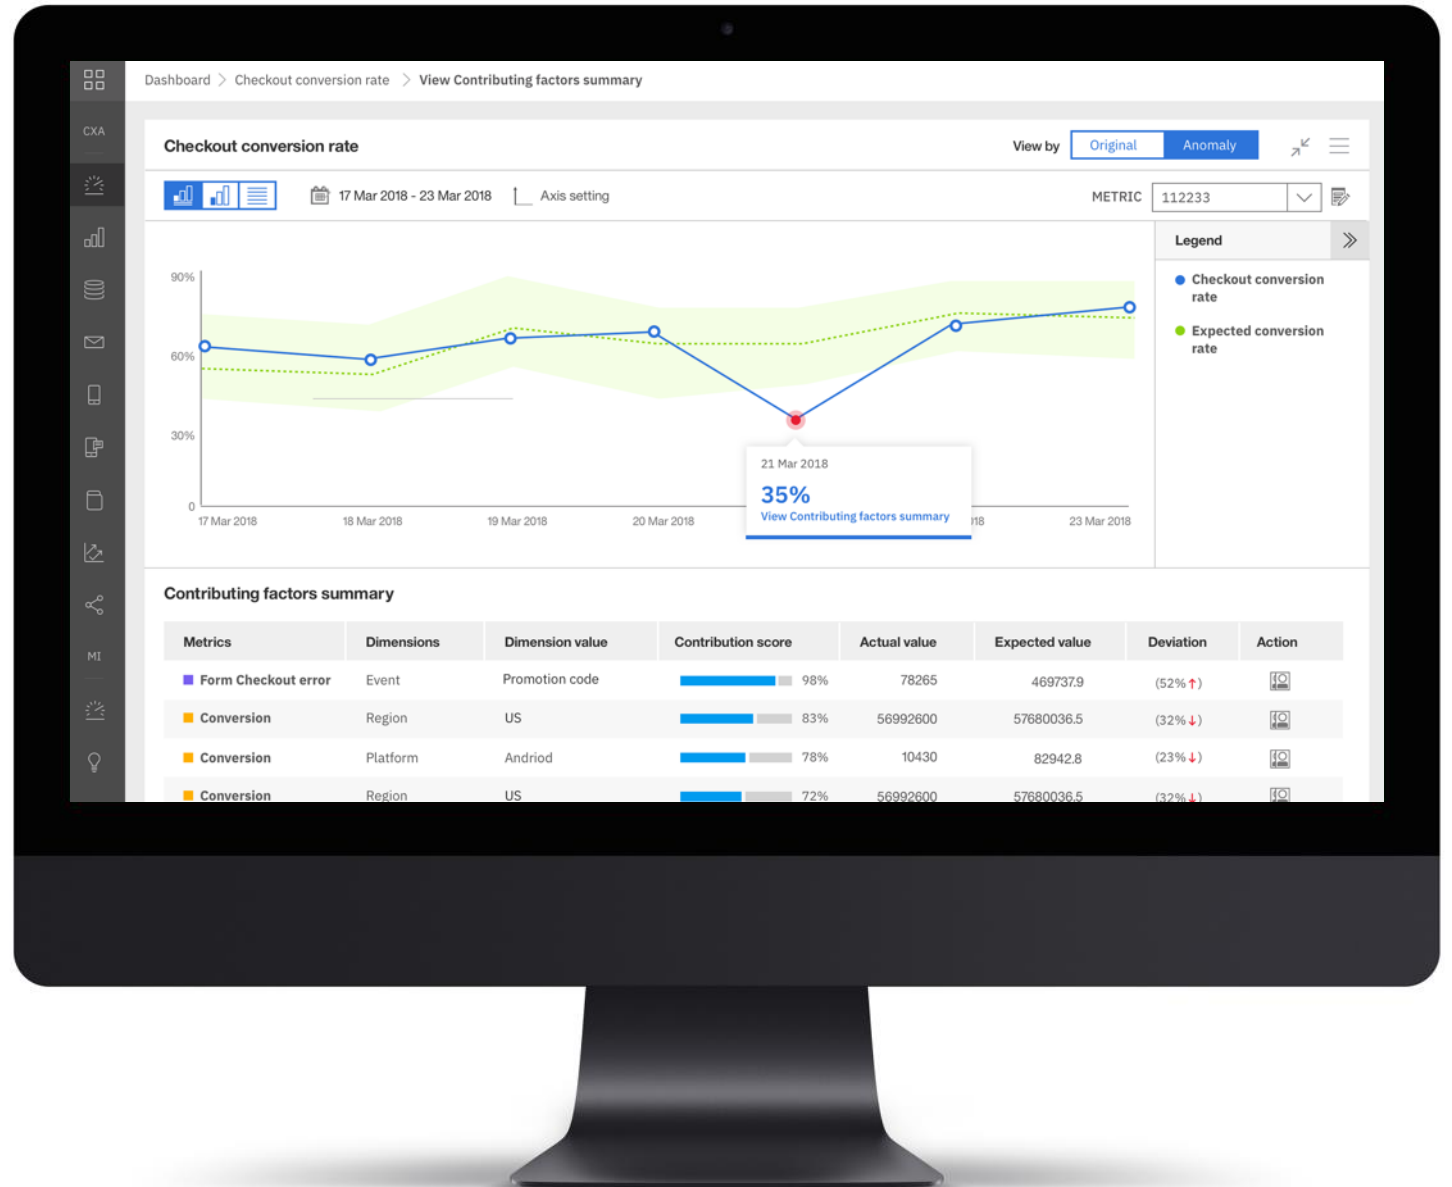 Dashboard > Checkout conversion rate > View Contributing factors summary
CXA
Checkout conversion rate
View by Original Anomaly
17 Mar 2018 - 23 Mar 2018 Axis setting
METRIC 112233
Legend
Checkout conversion
rate
Expected conversion
rate
90%
60%
30%
0
17 Mar 2018 18 Mar 2018 19 Mar 2018 20 Mar 2018 018 23 Mar 2018
21 Mar 2018
35%
View Contributing factors summary
MI
Contributing factors summary
Metrics Dimensions Dimension value Contribution score Actual value Expected value Deviation Action
Form Checkout error Event Promotion code 98% 78265 469737.9 (52%↑)
Conversion Region US 83% 56992600 57680036.5 (32%↓)
Conversion Platform Andriod 78% 10430 82942.8 (23%↓)
Conversion Region US 72% 56992600 57680036.5 (32%↓)